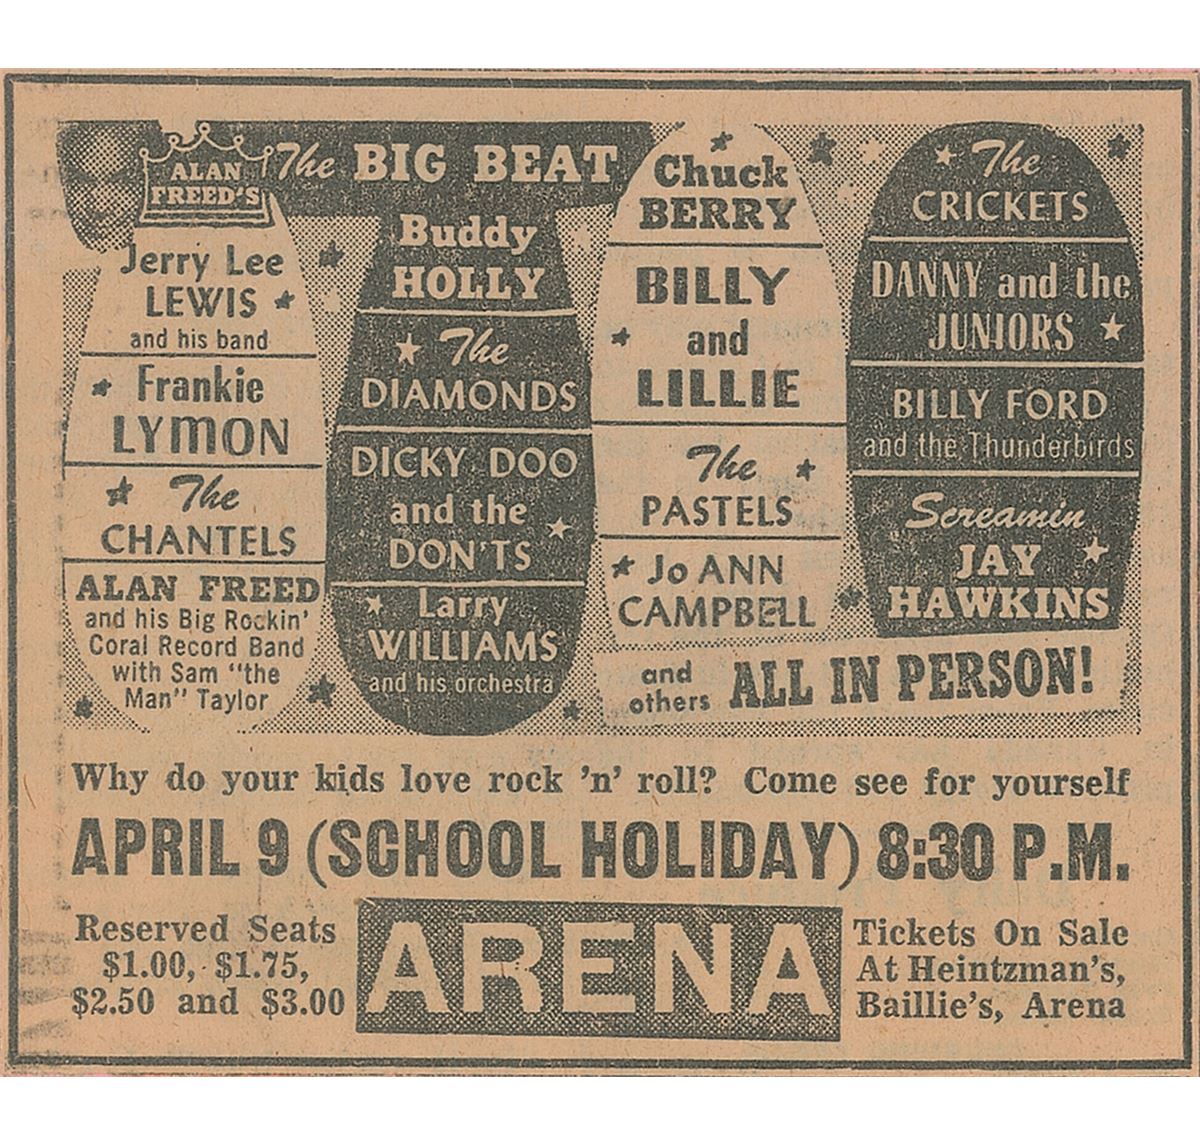 ALAN
FREED'S
The BIG BEAT
Jerry Lee
LEWIS
and his band
Frankie
LYMON
The
CHANTELS
ALAN FREED
and his Big Rockin'
Coral Record Band
with Sam "the
Man" Taylor
Buddy
HOLLY
The
DIAMONDS
DICKY DOO
and the
DON'TS
Larry
WILLIAMS
and his orchestra
Chuck
BERRY
BILLY
and
LILLIE
The
PASTELS
Jo ANN
CAMPBELL
The
CRICKETS
DANNY and the
JUNIORS
BILLY FORD
and the Thunderbirds
Screamin
JAY
HAWKINS
and
others
ALL IN PERSON!
Why do your kids love rock 'n' roll? Come see for yourself
APRIL 9 (SCHOOL HOLIDAY) 8:30 P.M.
Reserved Seats
$1.00, $1.75,
$2.50 and $3.00
ARENA
Tickets On Sale
At Heintzman's,
Baillie's, Arena